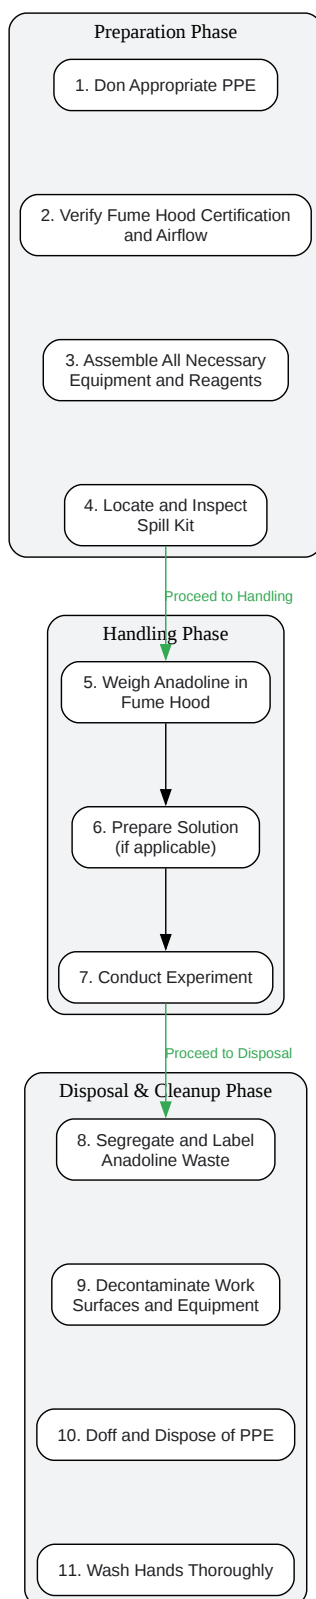 Preparation Phase
1. Don Appropriate PPE
2. Verify Fume Hood Certification
and Airflow
3. Assemble All Necessary
Equipment and Reagents
4. Locate and Inspect
Spill Kit
Proceed to Handling
Handling Phase
5. Weigh Anadoline in
Fume Hood
6. Prepare Solution
(if applicable)
7. Conduct Experiment
Proceed to Disposal
Disposal & Cleanup Phase
8. Segregate and Label
Anadoline Waste
9. Decontaminate Work
Surfaces and Equipment
10. Doff and Dispose of PPE
11. Wash Hands Thoroughly